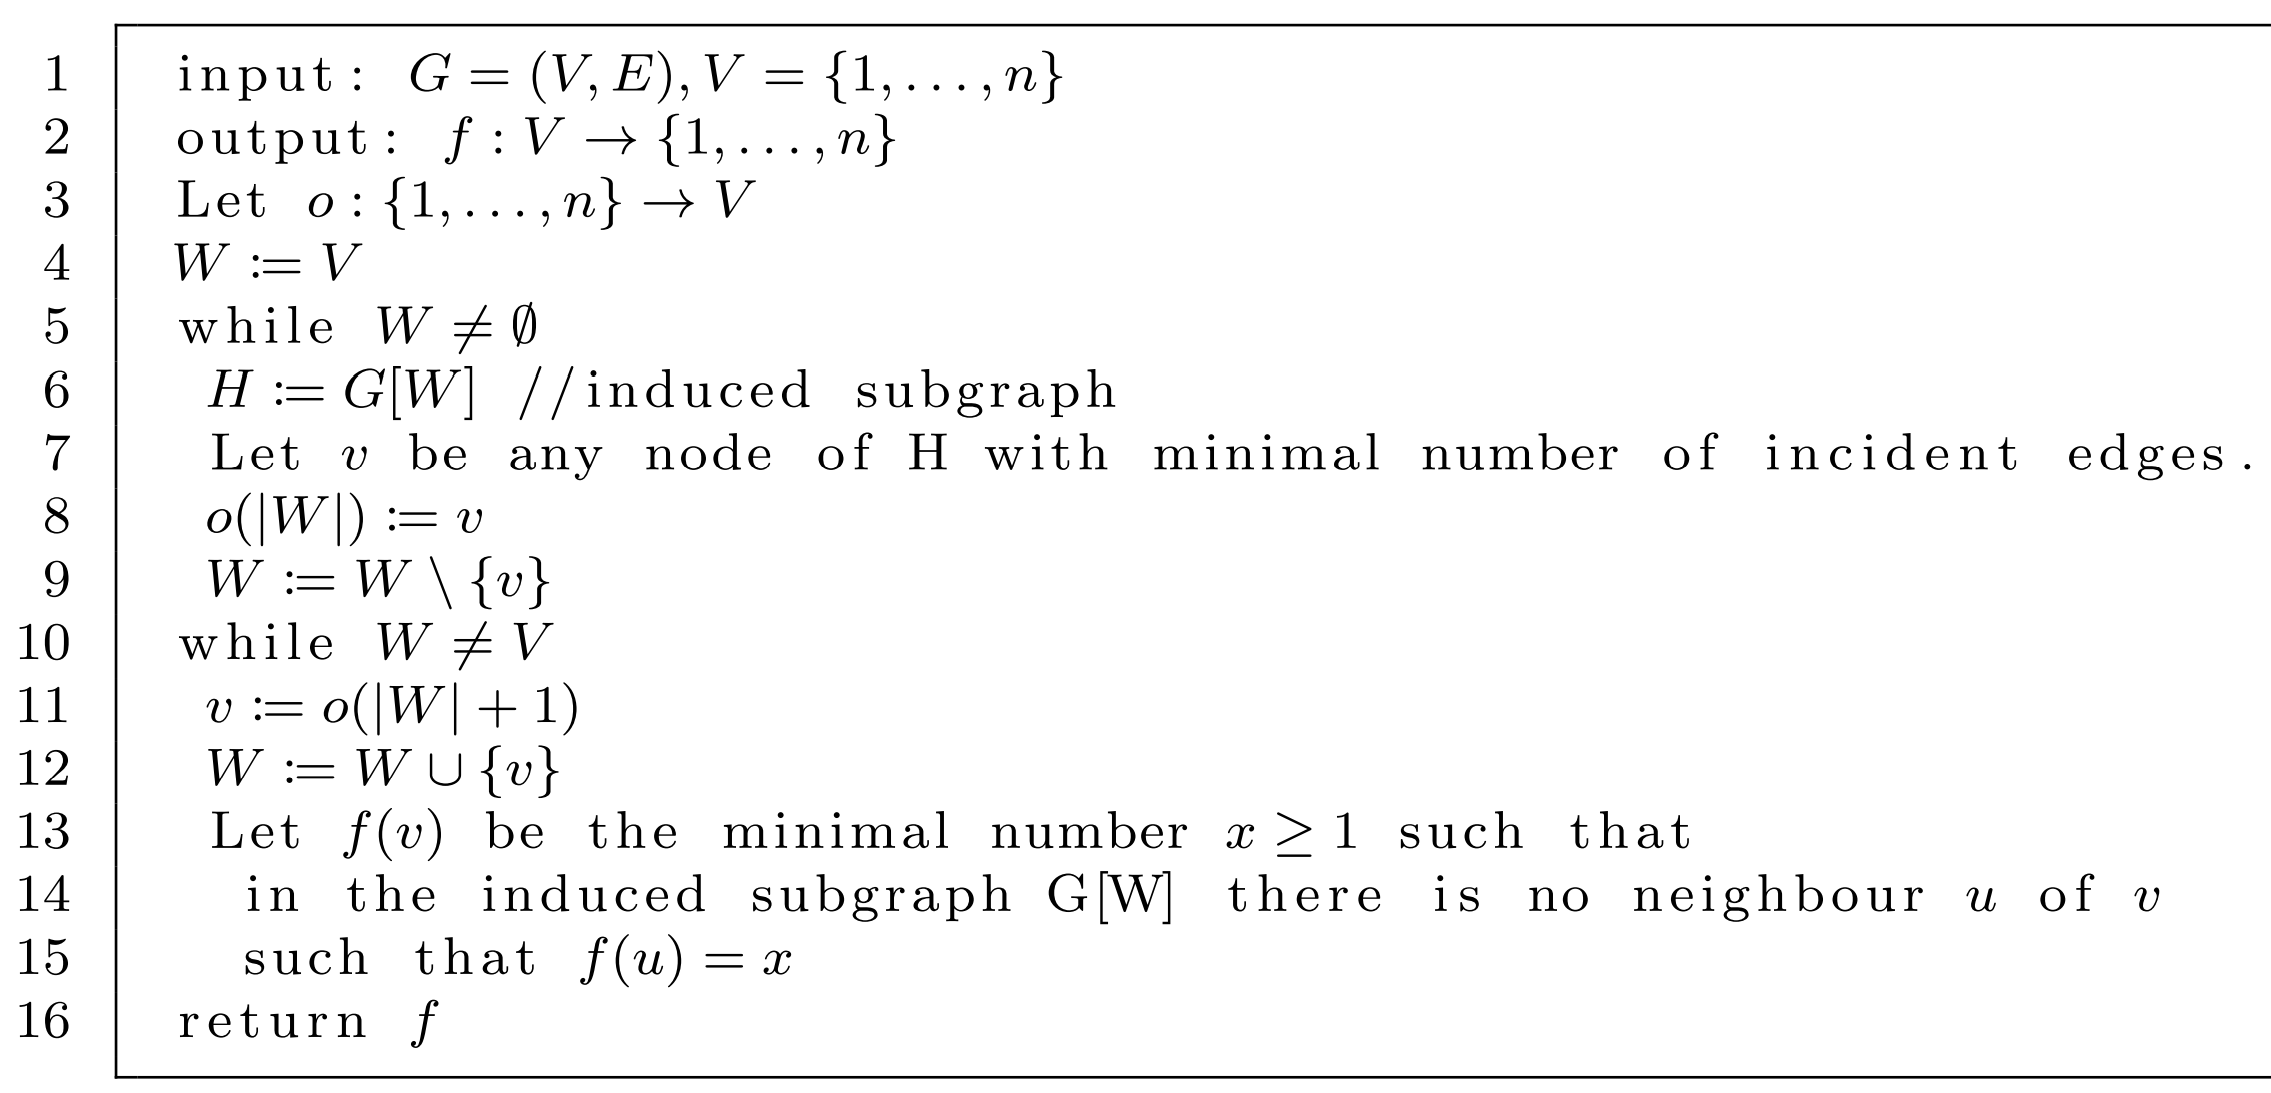 1 input: G = (V, E), V = {1, . . . , n}
2 output: f : V → {1, . . . , n}
3 Let o : {1, . . . , n} → V
4 W := V
5 while W ≠ ∅
6 H := G[W] //induced subgraph
7 Let v be any node of H with minimal number of incident edges.
8 o(|W|) := v
9 W := W \ {v}
10 while W ≠ V
11 v := o(|W| + 1)
12 W := W ∪ {v}
13 Let f(v) be the minimal number x ≥ 1 such that
14 in the induced subgraph G[W] there is no neighbour u of v
15 such that f(u) = x
16 return f